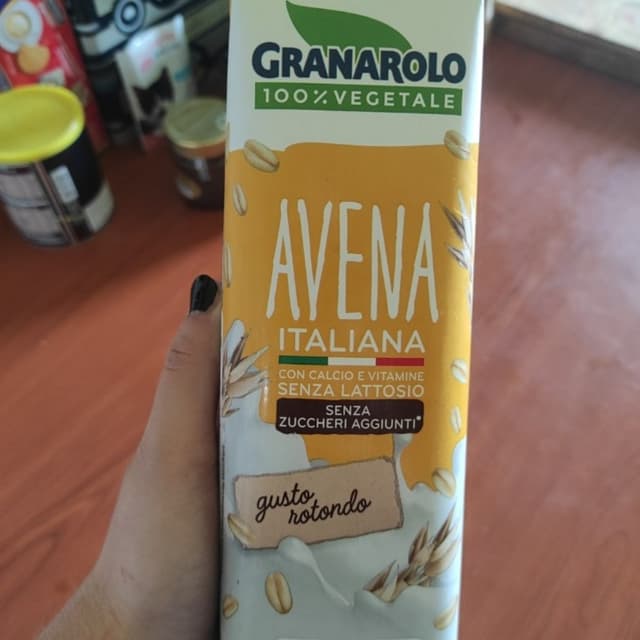 GRANAROLO
100% VEGETALE
AVENA
ITALIANA
CON CALCIO E VITAMINE
SENZA LATTOSIO
SENZA
ZUCCHERI AGGIUNTI*
gusto
rotondo